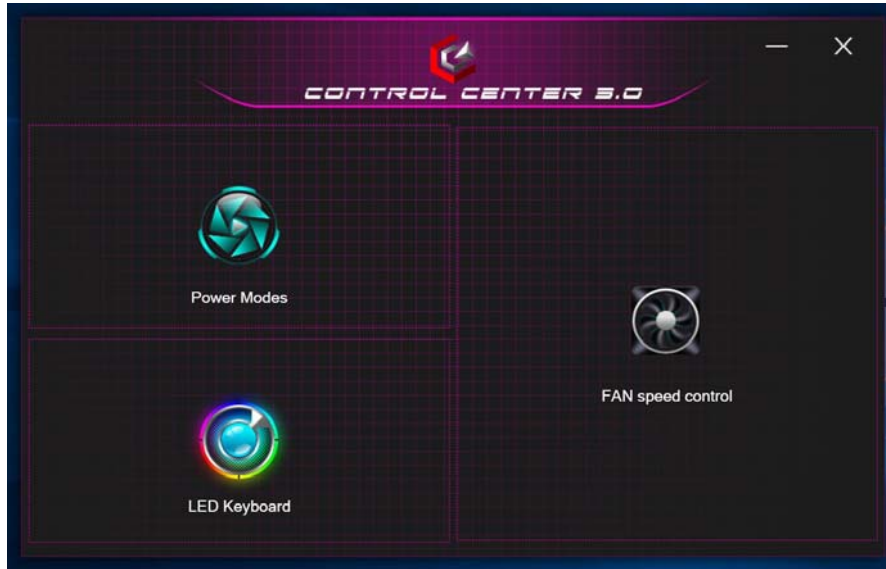 CONTROL CENTER 3.0
Power Modes
LED Keyboard
FAN speed control